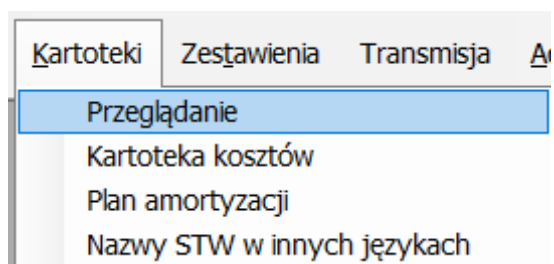 Kartoteki Zestawienia Transmisja
Przeglądanie
Kartoteka kosztów
Plan amortyzacji
Nazwy STW w innych językach